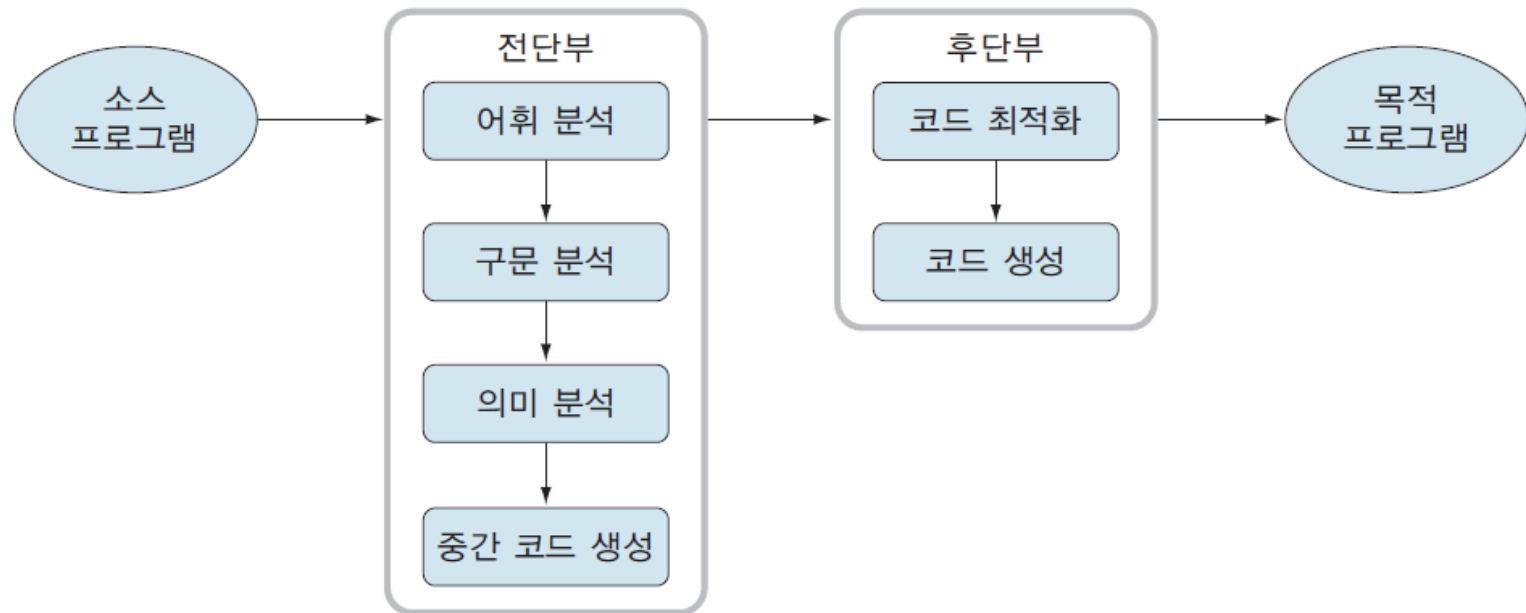 소스
프로그램
전단부
어휘 분석
구문 분석
의미 분석
중간 코드 생성
후단부
코드 최적화
코드 생성
목적
프로그램